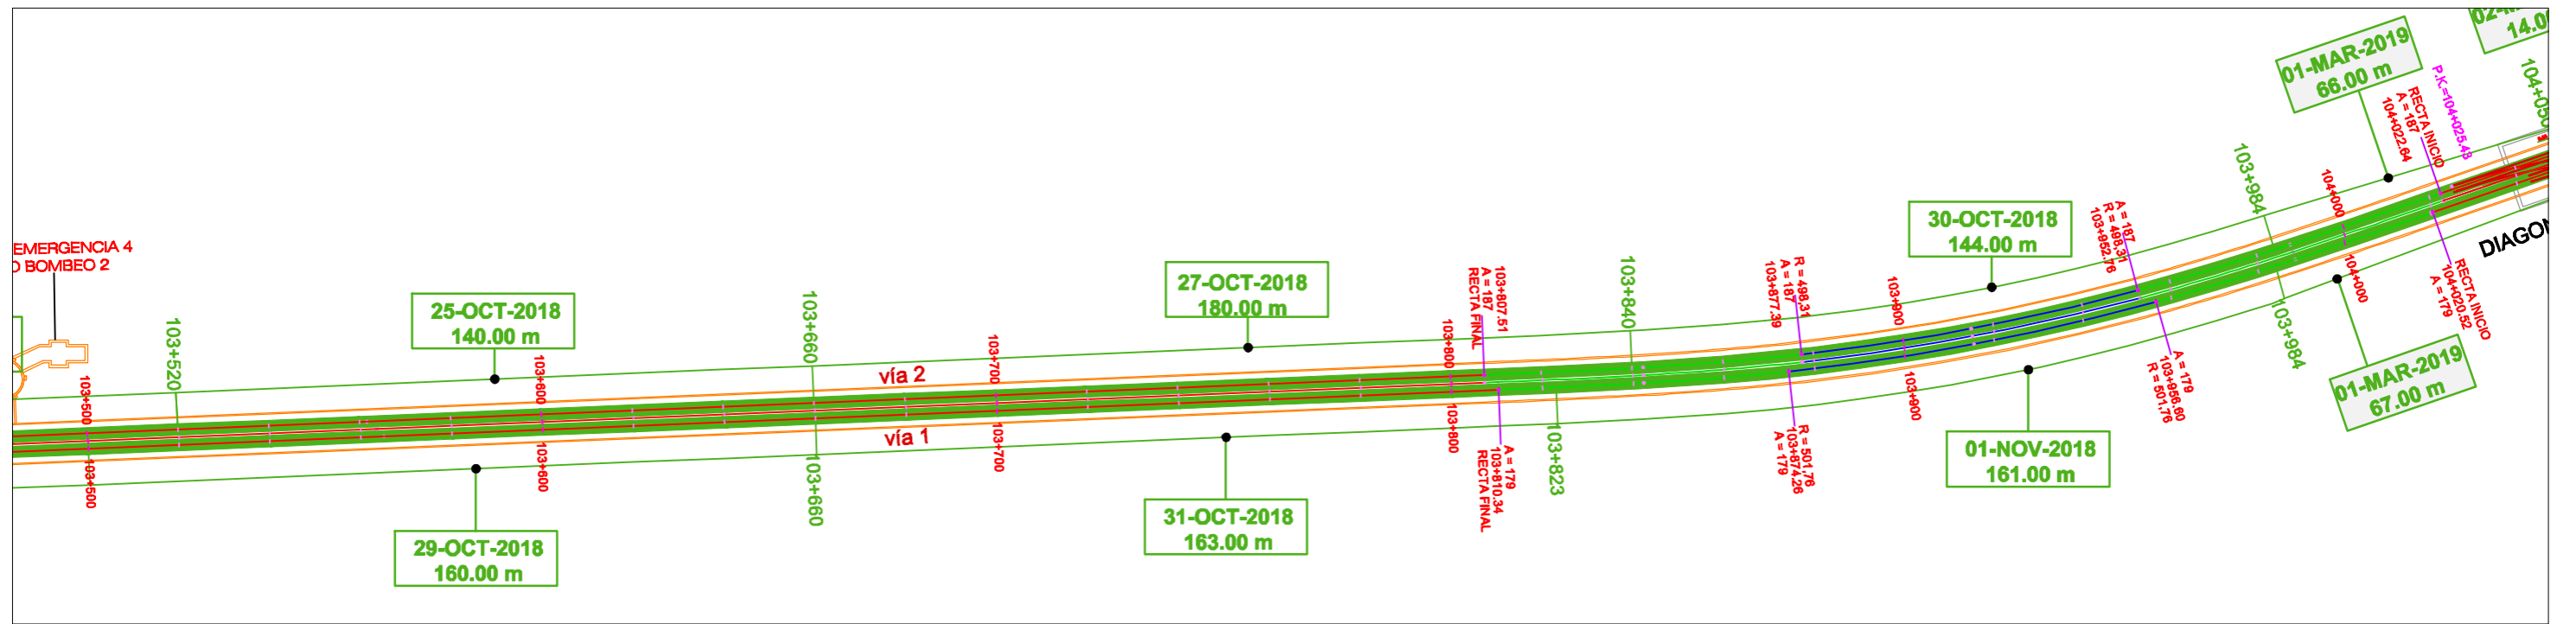 EMERGENCIA 4
O BOMBEO 2
103+500
103+500
103+520
25-OCT-2018
140.00 m
29-OCT-2018
160.00 m
103+600
103+600
103+660
103+660
vía 2
vía 1
103+700
103+700
27-OCT-2018
180.00 m
31-OCT-2018
163.00 m
103+800
103+800
103+807.51
A = 187
RECTA FINAL
A = 179
103+810.34
RECTA FINAL
103+823
103+840
R = 498,31
A = 187
103+877.39
R = 501,76
103+874.26
A = 179
103+900
103+900
30-OCT-2018
144.00 m
01-NOV-2018
161.00 m
A = 187
R = 498,31
103+952.76
A = 179
103+956.60
R = 501,76
103+984
103+984
104+000
104+000
01-MAR-2019
66.00 m
01-MAR-2019
67.00 m
RECTA INICIO
A = 187
104+022.64
P.K.=104+025.43
RECTA INICIO
104+020.52
A = 179
104+050
DIAGON
02-M
14.00